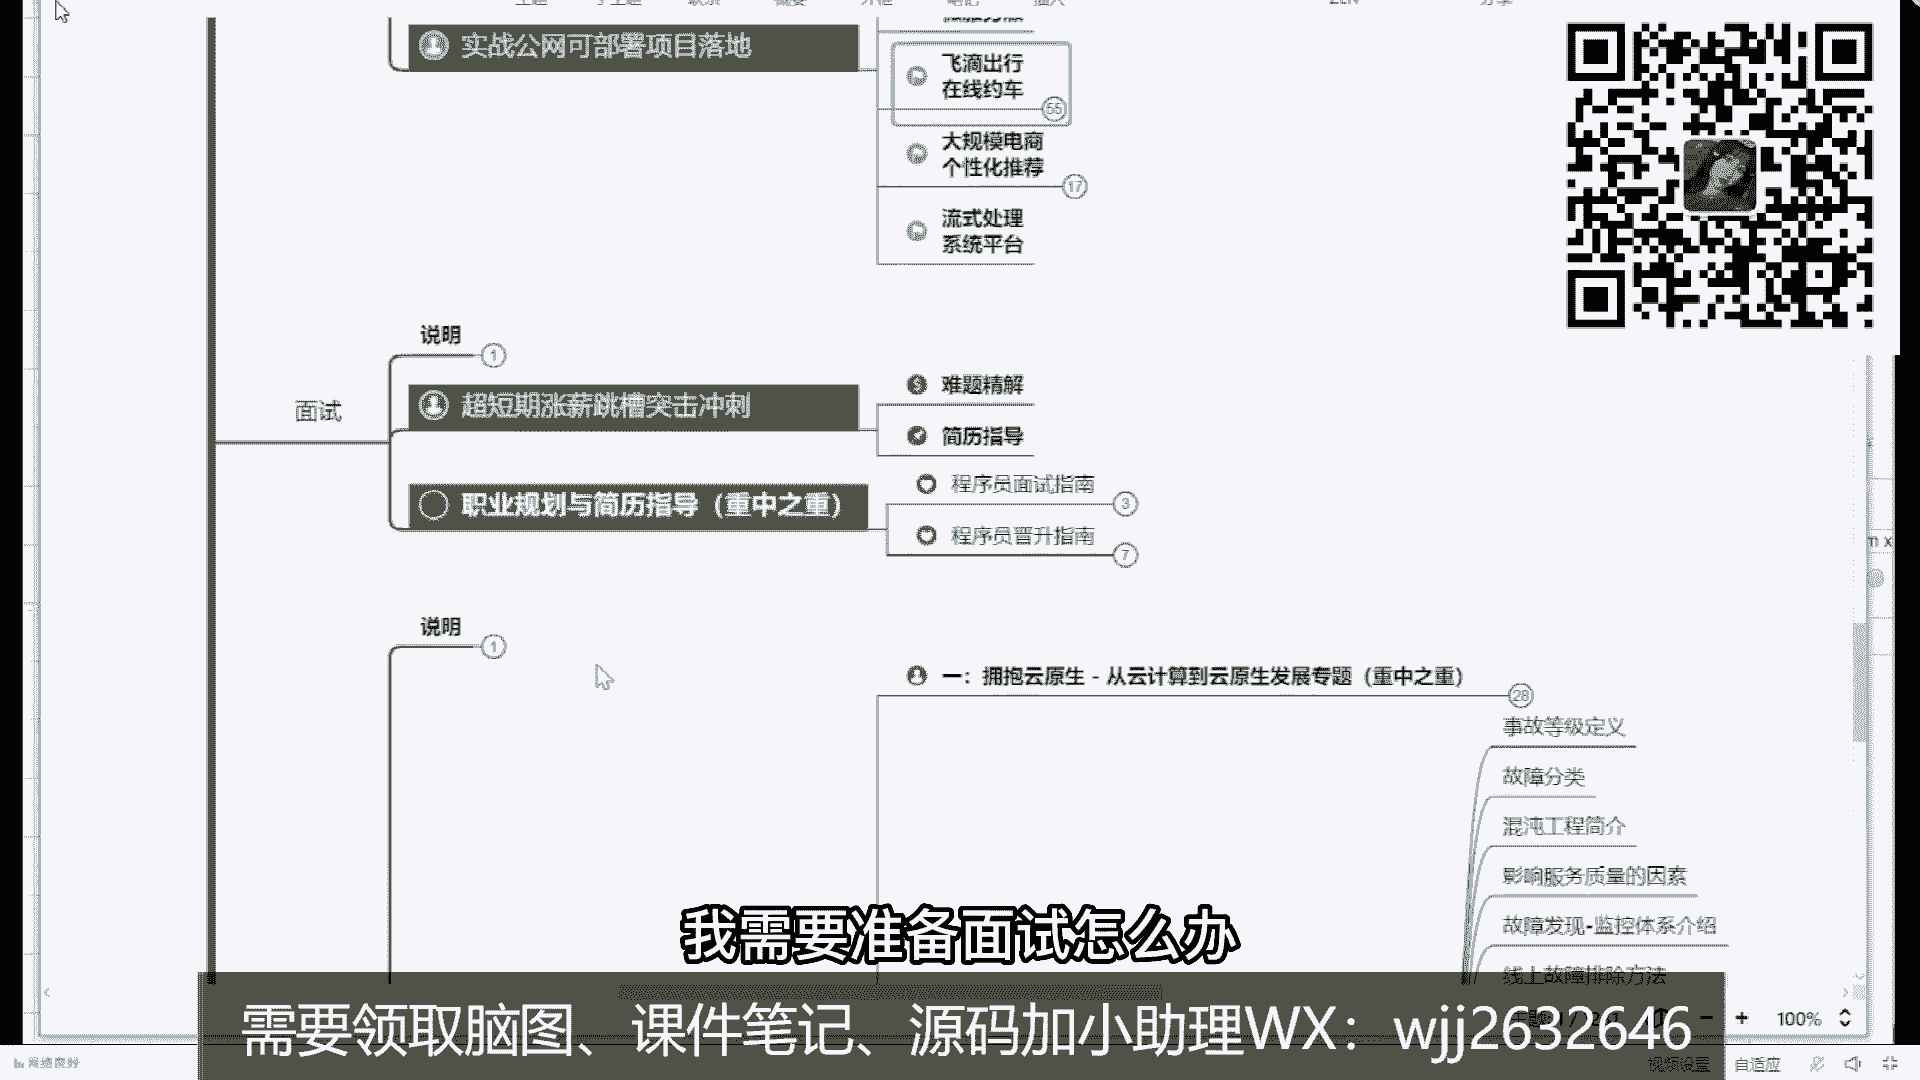 实战公网可部署项目落地
飞滴出行
在线约车
55
大规模电商
个性化推荐
17
流式处理
系统平台
说明
1
面试
超短期涨薪跳槽突击冲刺
难题精解
简历指导
职业规划与简历指导（重中之重）
程序员面试指南
3
程序员晋升指南
7
说明
1
一：拥抱云原生 - 从云计算到云原生发展专题（重中之重）
28
事故等级定义
故障分类
混沌工程简介
影响服务质量的因素
故障发现-监控体系介绍
线上故障排除方法
我需要准备面试怎么办
需要领取脑图、课件笔记、源码加小助理WX：wjj2632646
100%
网络良好
视频设置
自适应